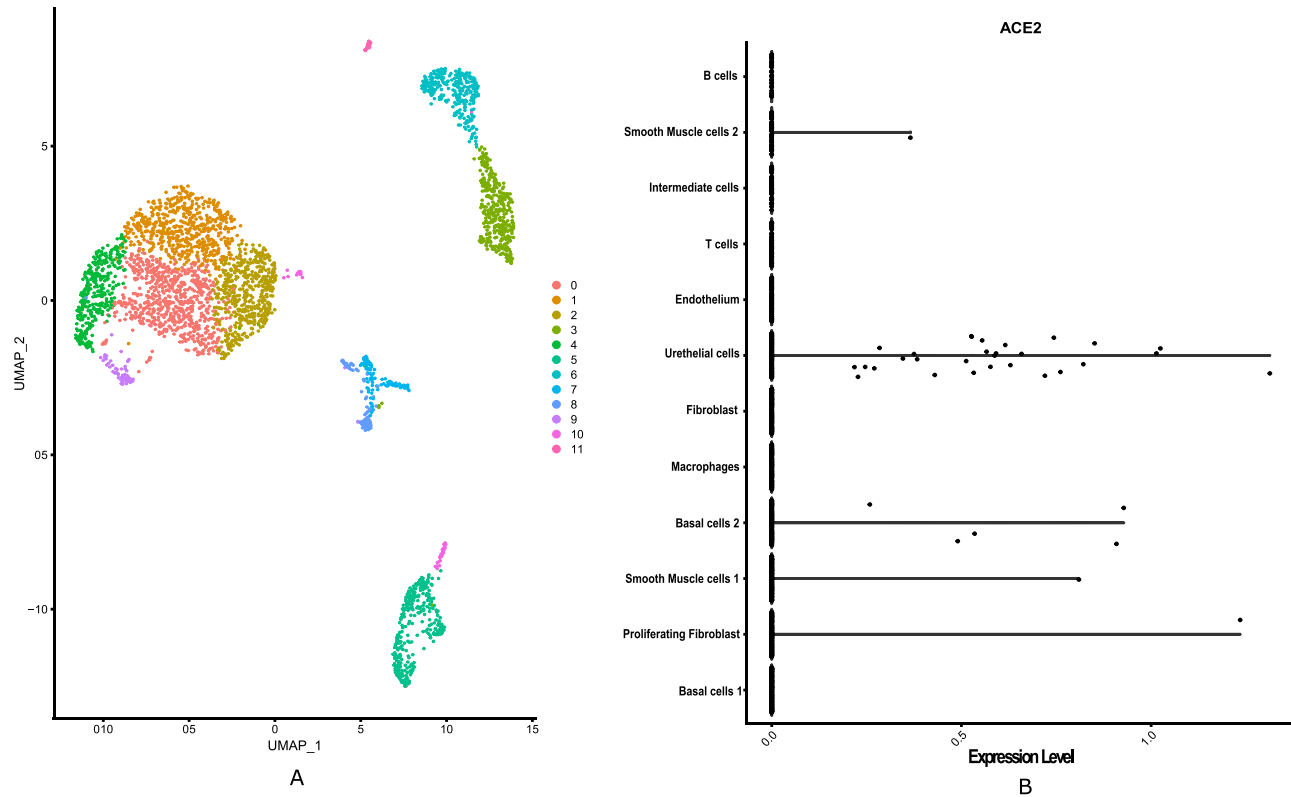 5
0
05
−10
UMAP_2
010
05
0
5
10
15
UMAP_1
0
1
2
3
4
5
6
7
8
9
10
11
A
ACE2
B cells
Smooth Muscle cells 2
Intermediate cells
T cells
Endothelium
Urethelial cells
Fibroblast
Macrophages
Basal cells 2
Smooth Muscle cells 1
Proliferating Fibroblast
Basal cells 1
0.0
0.5
1.0
Expression Level
B